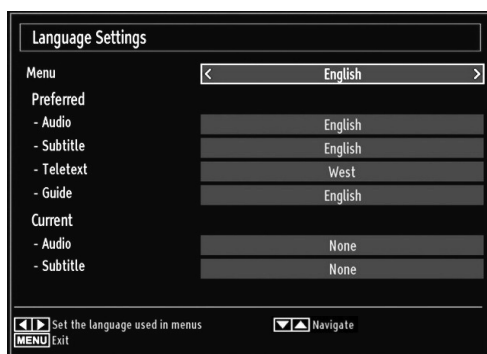 Language Settings
Menu < English >
Preferred
- Audio English
- Subtitle English
- Teletext West
- Guide English
Current
- Audio None
- Subtitle None
Set the language used in menus Navigate
MENU Exit